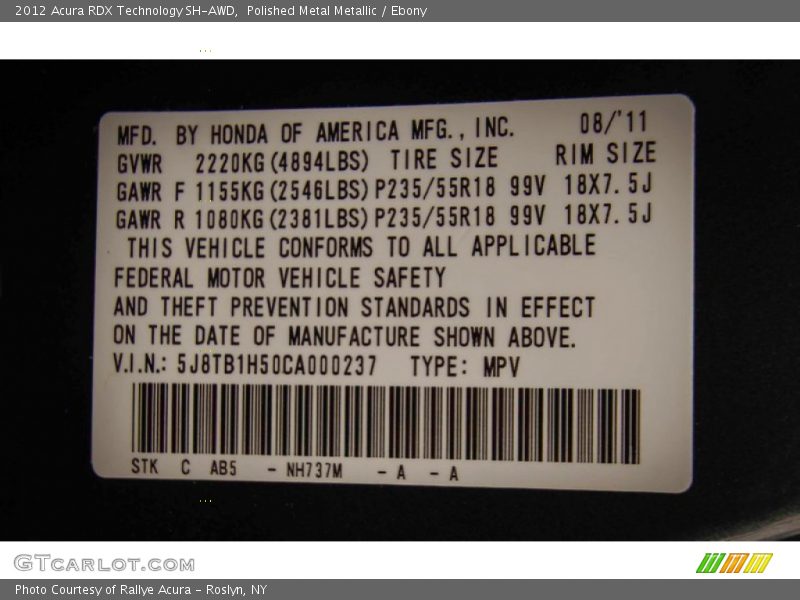 2012 Acura RDX Technology SH-AWD,  Polished Metal Metallic / Ebony
...
MFD. BY HONDA OF AMERICA MFG., INC. 08/'11
GVWR 2220KG(4894LBS) TIRE SIZE RIM SIZE
GAWR F 1155KG(2546LBS) P235/55R18 99V 18X7.5J
GAWR R 1080KG(2381LBS) P235/55R18 99V 18X7.5J
THIS VEHICLE CONFORMS TO ALL APPLICABLE
FEDERAL MOTOR VEHICLE SAFETY
AND THEFT PREVENTION STANDARDS IN EFFECT
ON THE DATE OF MANUFACTURE SHOWN ABOVE.
V.I.N.: 5J8TB1H50CA000237 TYPE: MPV
STK C AB5 - NH737M - A - A
...
GTCARLOT.COM
Photo Courtesy of Rallye Acura - Roslyn, NY